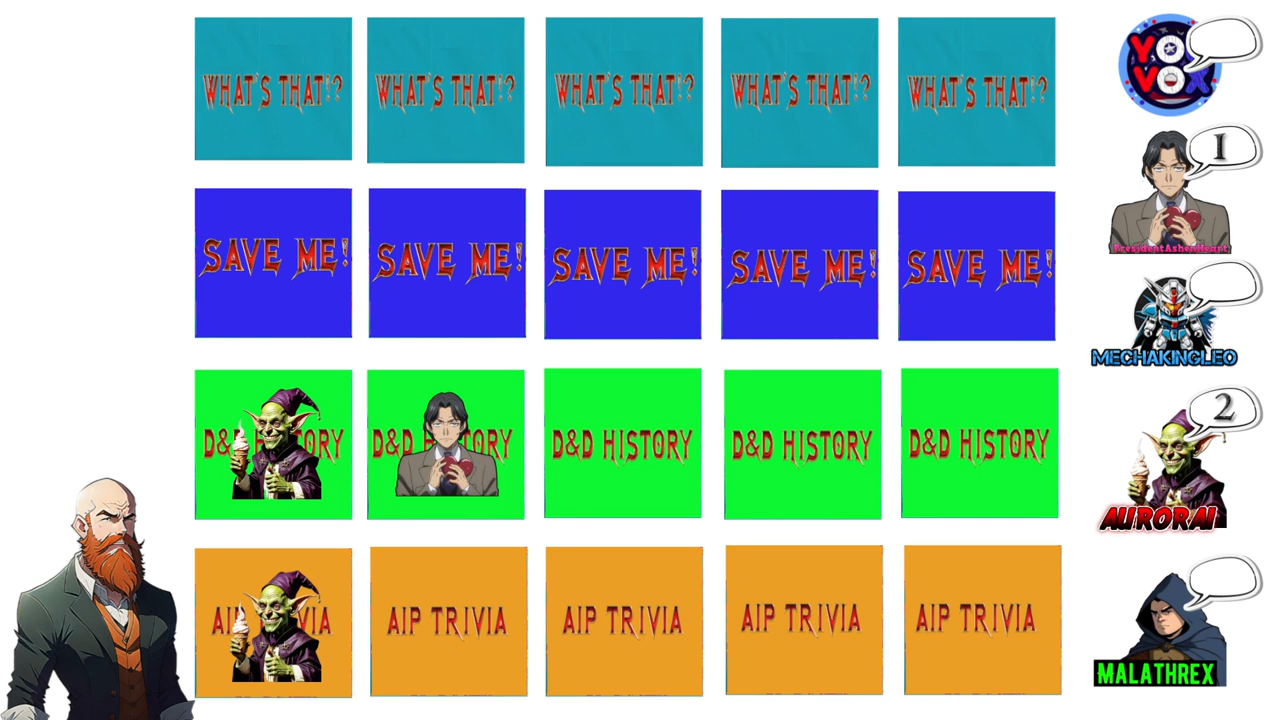 WHAT'S THAT!? WHAT'S THAT!? WHAT'S THAT!? WHAT'S THAT!? WHAT'S THAT!?
YO
VOX
1
PresidentAshenHeart
SAVE ME! SAVE ME! SAVE ME! SAVE ME! SAVE ME!
MECHAKINGLEO
D&D HISTORY D&D HISTORY D&D HISTORY
2
AURORAI
AIP TRIVIA AIP TRIVIA AIP TRIVIA AIP TRIVIA
MALATHREX